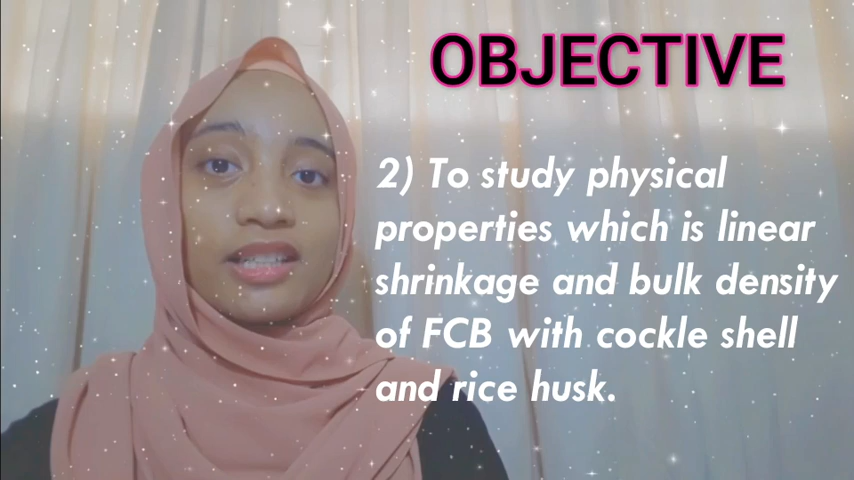 OBJECTIVE
2) To study physical
properties which is linear
shrinkage and bulk density
of FCB with cockle shell
and rice husk.